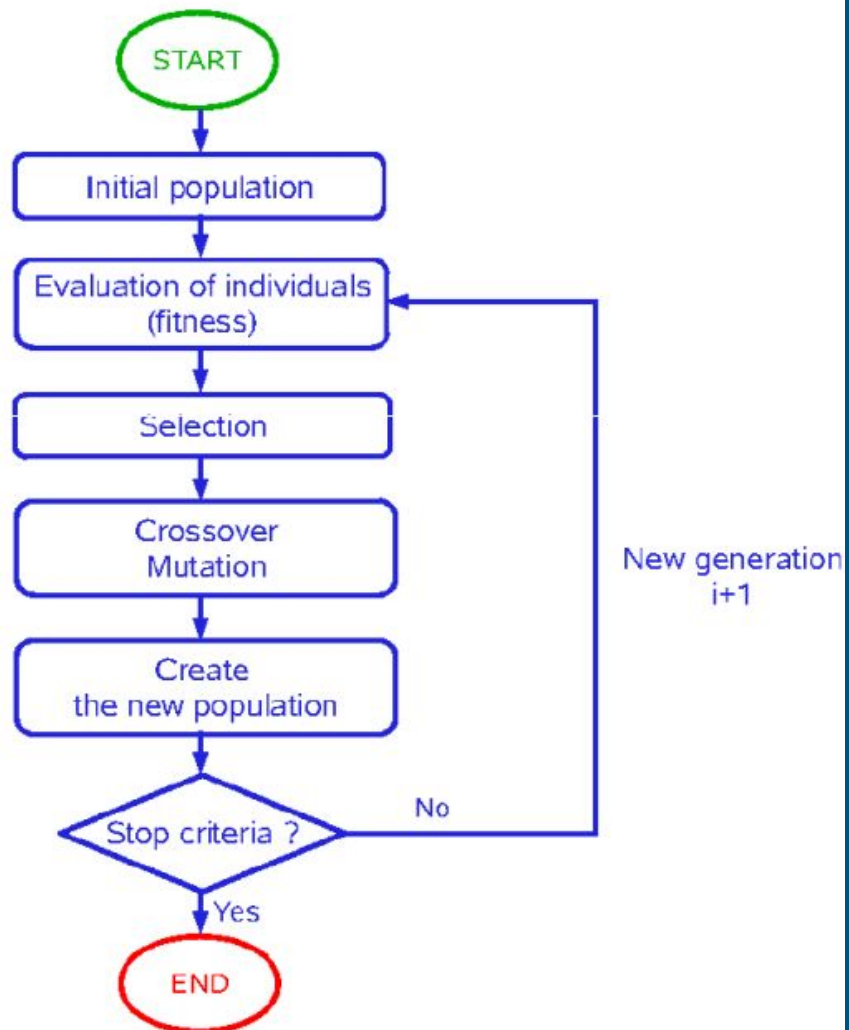 START
Initial population
Evaluation of individuals
(fitness)
Selection
Crossover
Mutation
Create
the new population
Stop criteria ?
No
New generation
i+1
Yes
END